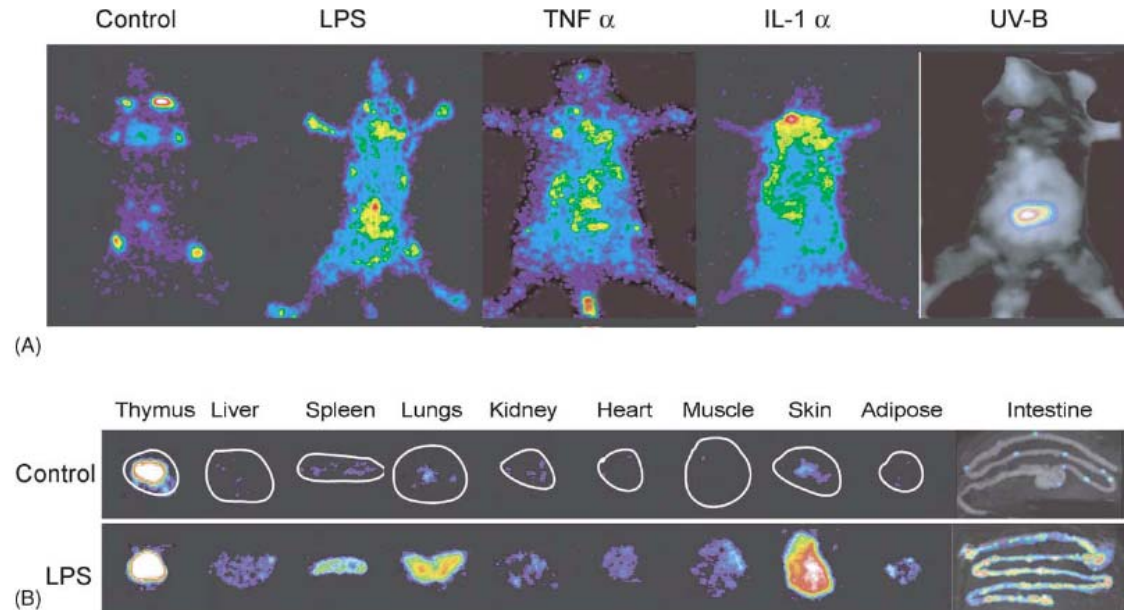 Control LPS TNF α IL-1 α UV-B
(A)
Thymus Liver Spleen Lungs Kidney Heart Muscle Skin Adipose Intestine
Control
LPS
(B)